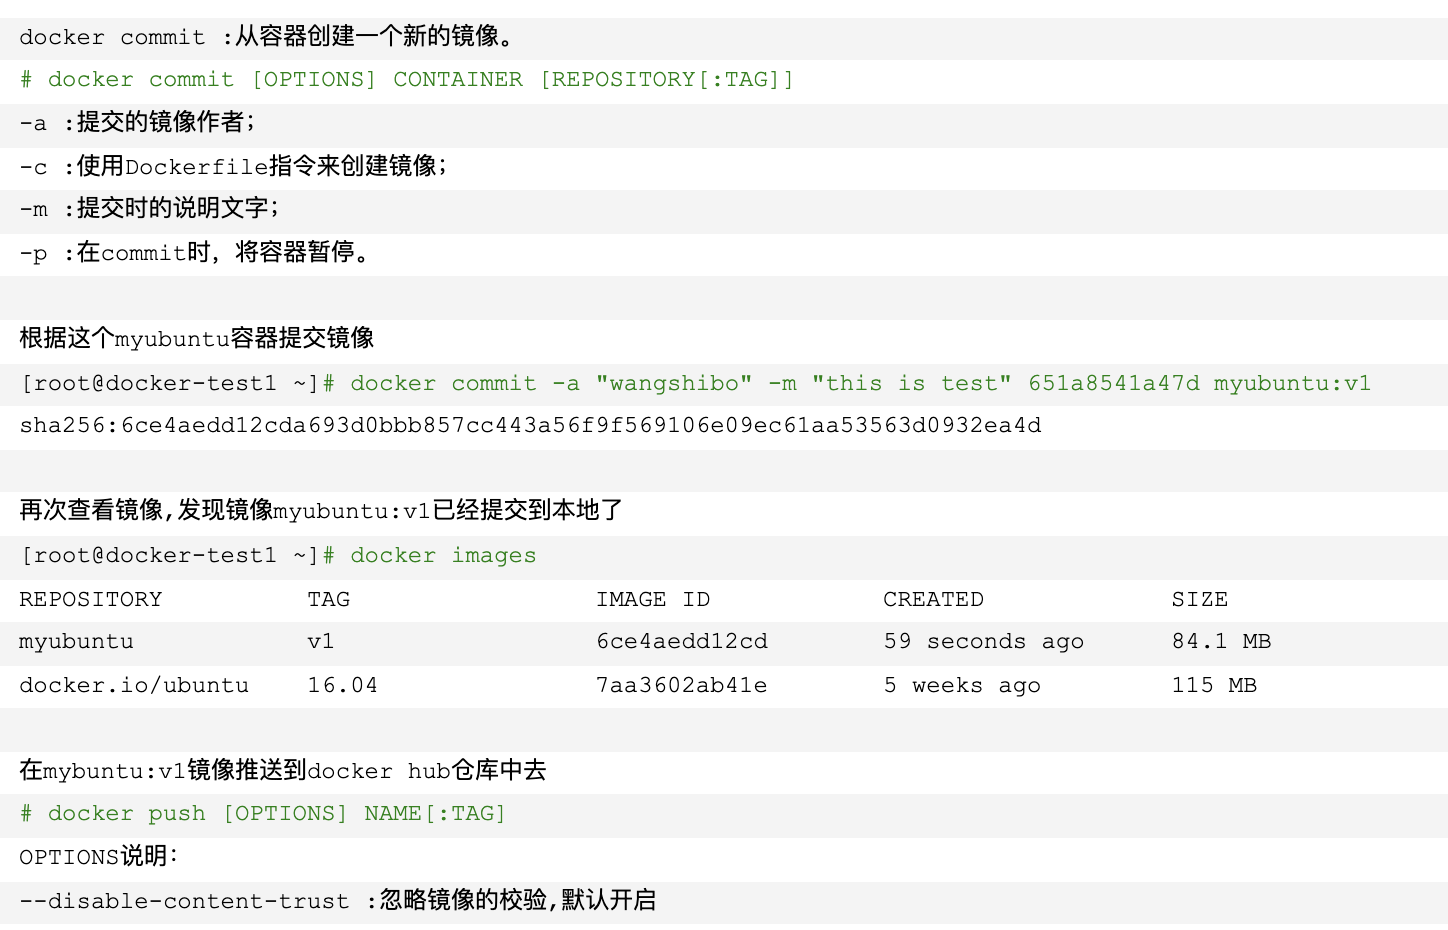 docker commit :从容器创建一个新的镜像。
# docker commit [OPTIONS] CONTAINER [REPOSITORY[:TAG]]
-a :提交的镜像作者；
-c :使用Dockerfile指令来创建镜像；
-m :提交时的说明文字；
-p :在commit时，将容器暂停。
根据这个myubuntu容器提交镜像
[root@docker-test1 ~]# docker commit -a "wangshibo" -m "this is test" 651a8541a47d myubuntu:v1
sha256:6ce4aedd12cda693d0bbb857cc443a56f9f569106e09ec61aa53563d0932ea4d
再次查看镜像,发现镜像myubuntu:v1已经提交到本地了
[root@docker-test1 ~]# docker images
REPOSITORY TAG IMAGE ID CREATED SIZE
myubuntu v1 6ce4aedd12cd 59 seconds ago 84.1 MB
docker.io/ubuntu 16.04 7aa3602ab41e 5 weeks ago 115 MB
在mybuntu:v1镜像推送到docker hub仓库中去
# docker push [OPTIONS] NAME[:TAG]
OPTIONS说明：
--disable-content-trust :忽略镜像的校验,默认开启